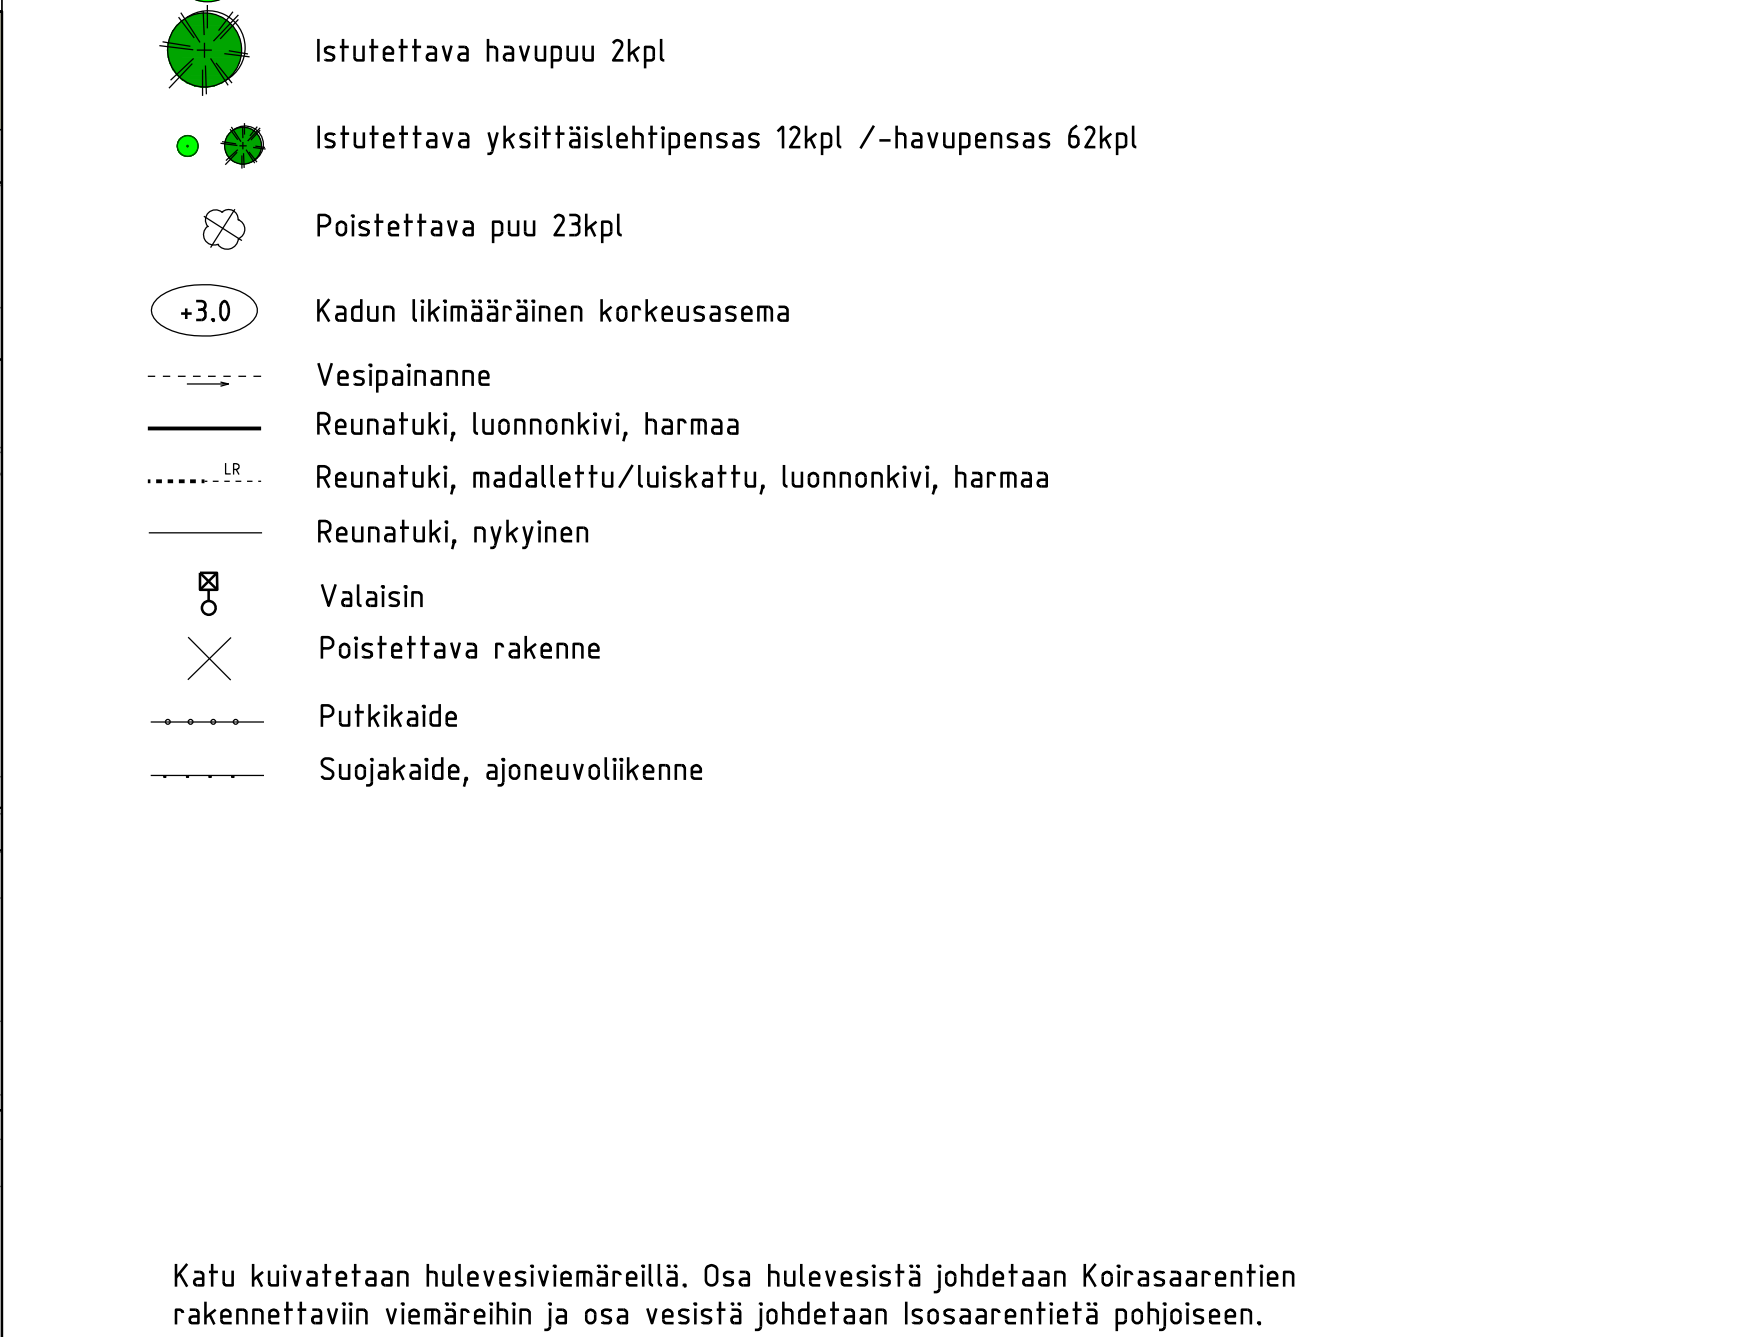 Istutettava havupuu 2kpl
Istutettava yksittäislehtipensas 12kpl /-havupensas 62kpl
Poistettava puu 23kpl
+3.0 Kadun likimääräinen korkeusasema
Vesipainanne
Reunatuki, luonnonkivi, harmaa
LR Reunatuki, madallettu/luiskattu, luonnonkivi, harmaa
Reunatuki, nykyinen
Valaisin
Poistettava rakenne
Putkikaide
Suojakaide, ajoneuvoliikenne
Katu kuivatetaan hulevesiviemäreillä. Osa hulevesistä johdetaan Koirasaarentien
rakennettaviin viemäreihin ja osa vesistä johdetaan Isosaarentietä pohjoiseen.